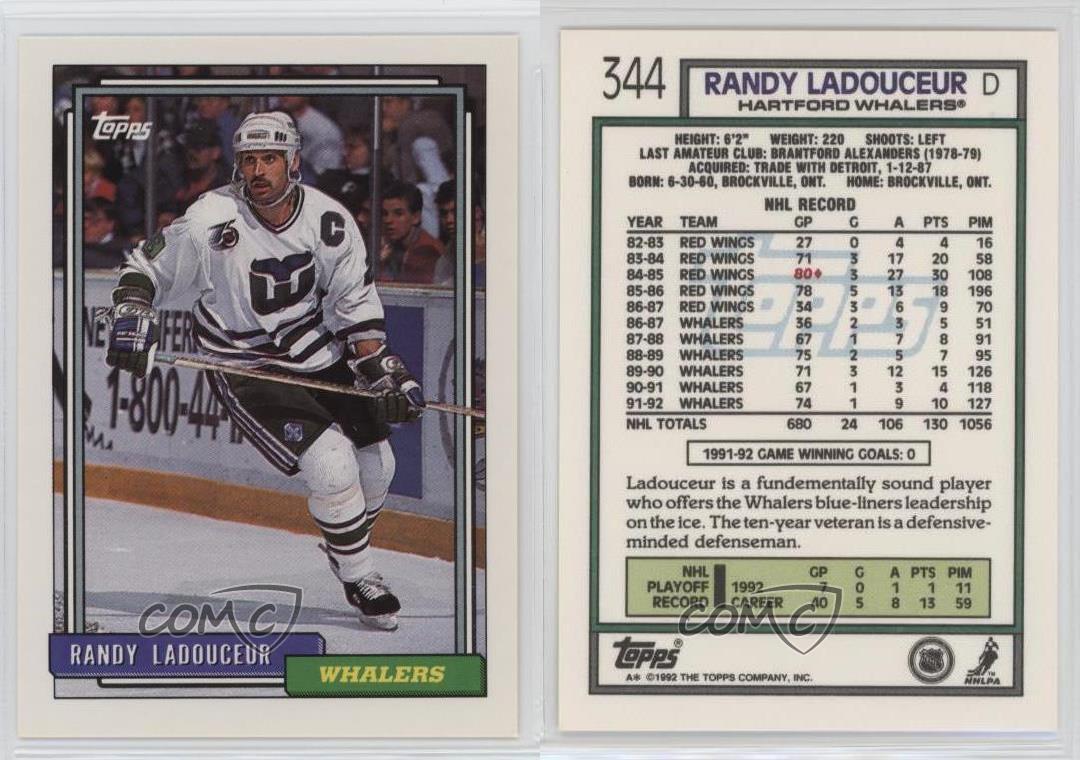 Topps
C
75
NEW
FFER
1-800-44
RANDY LADOUCEUR
WHALERS
COMC
344 RANDY LADOUCEUR D
HARTFORD WHALERS®
HEIGHT: 6'2" WEIGHT: 220 SHOOTS: LEFT
LAST AMATEUR CLUB: BRANTFORD ALEXANDERS (1978-79)
ACQUIRED: TRADE WITH DETROIT, 1-12-87
BORN: 6-30-60, BROCKVILLE, ONT. HOME: BROCKVILLE, ONT.
NHL RECORD
YEAR TEAM GP G A PTS PIM
82-83 RED WINGS 27 0 4 4 16
83-84 RED WINGS 71 3 17 20 58
84-85 RED WINGS 80♦ 3 27 30 108
85-86 RED WINGS 78 5 13 18 196
86-87 RED WINGS 34 3 6 9 70
86-87 WHALERS 36 2 3 5 51
87-88 WHALERS 67 1 7 8 91
88-89 WHALERS 75 2 5 7 95
89-90 WHALERS 71 3 12 15 126
90-91 WHALERS 67 1 3 4 118
91-92 WHALERS 74 1 9 10 127
NHL TOTALS 680 24 106 130 1056
1991-92 GAME WINNING GOALS: 0
Ladouceur is a fundementally sound player
who offers the Whalers blue-liners leadership
on the ice. The ten-year veteran is a defensive-
minded defenseman.
NHL GP G A PTS PIM
PLAYOFF 1992 7 0 1 1 11
RECORD CAREER 40 5 8 13 59
COMC
Topps®
NHL
NHLPA™
A* ©1992 THE TOPPS COMPANY, INC.